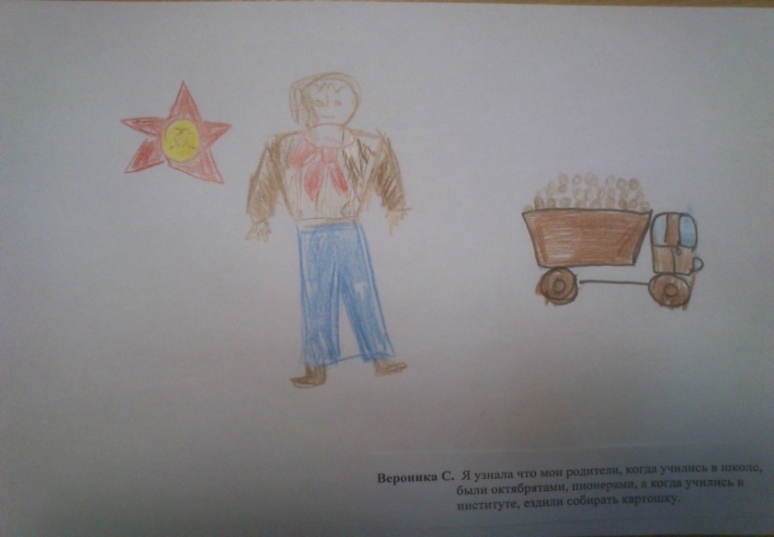 Вероника С. Я узнала что мои родители, когда учились в школе,
были октябрятами, пионерами, а когда учились в
институте, ездили собирать картошку.